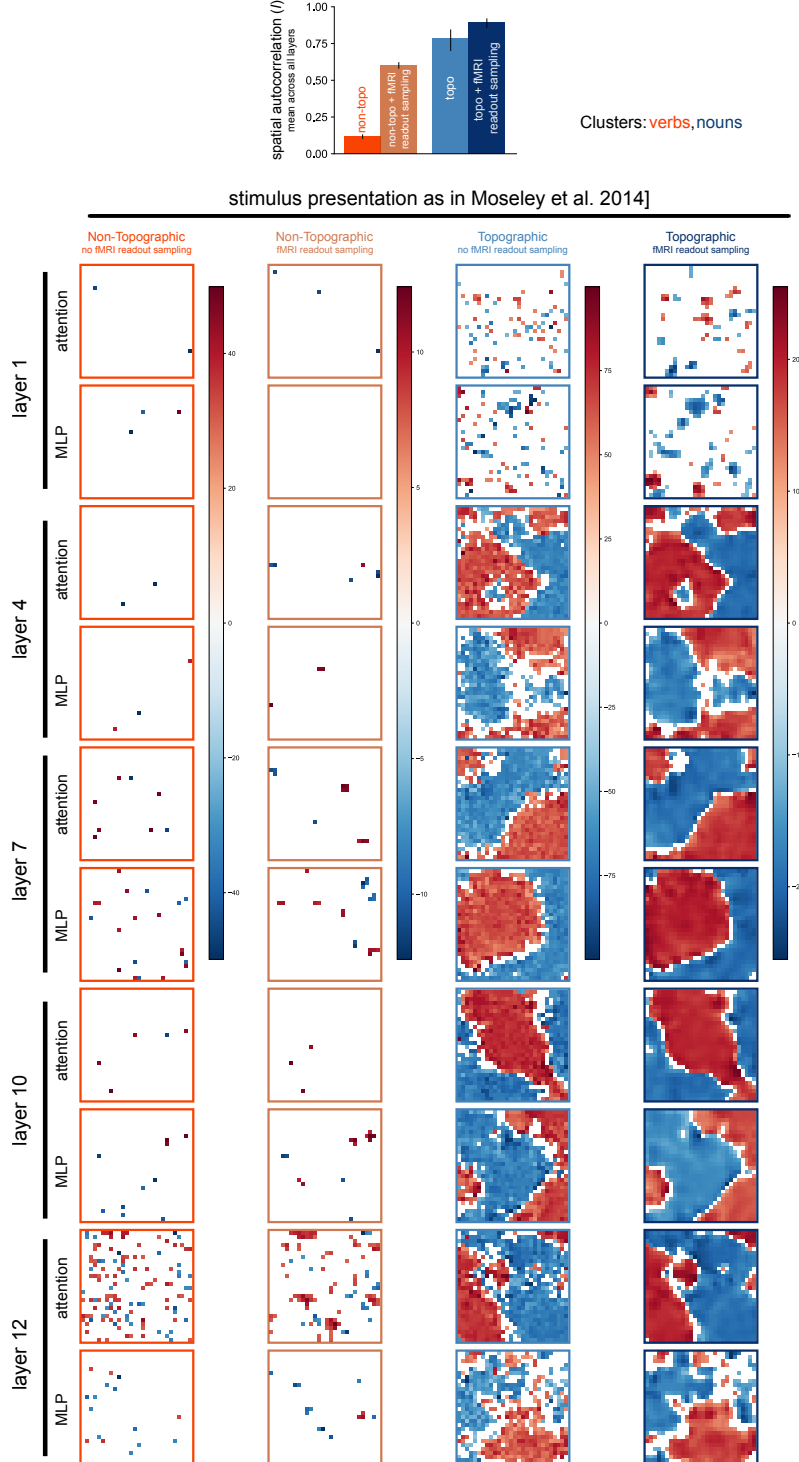 spatial autocorrelation (I)
mean across all layers
1.00
0.75
0.50
0.25
0.00
non-topo
non-topo + fMRI
readout sampling
topo
topo + fMRI
readout sampling
Clusters: verbs, nouns
stimulus presentation as in Moseley et al. 2014]
Non-Topographic
no fMRI readout sampling
Non-Topographic
fMRI readout sampling
Topographic
no fMRI readout sampling
Topographic
fMRI readout sampling
layer 1
attention
MLP
layer 4
attention
MLP
layer 7
attention
MLP
layer 10
attention
MLP
layer 12
attention
MLP
40
20
0
−20
−40
10
5
0
−5
−10
75
50
25
0
−25
−50
−75
20
10
0
−1
−2